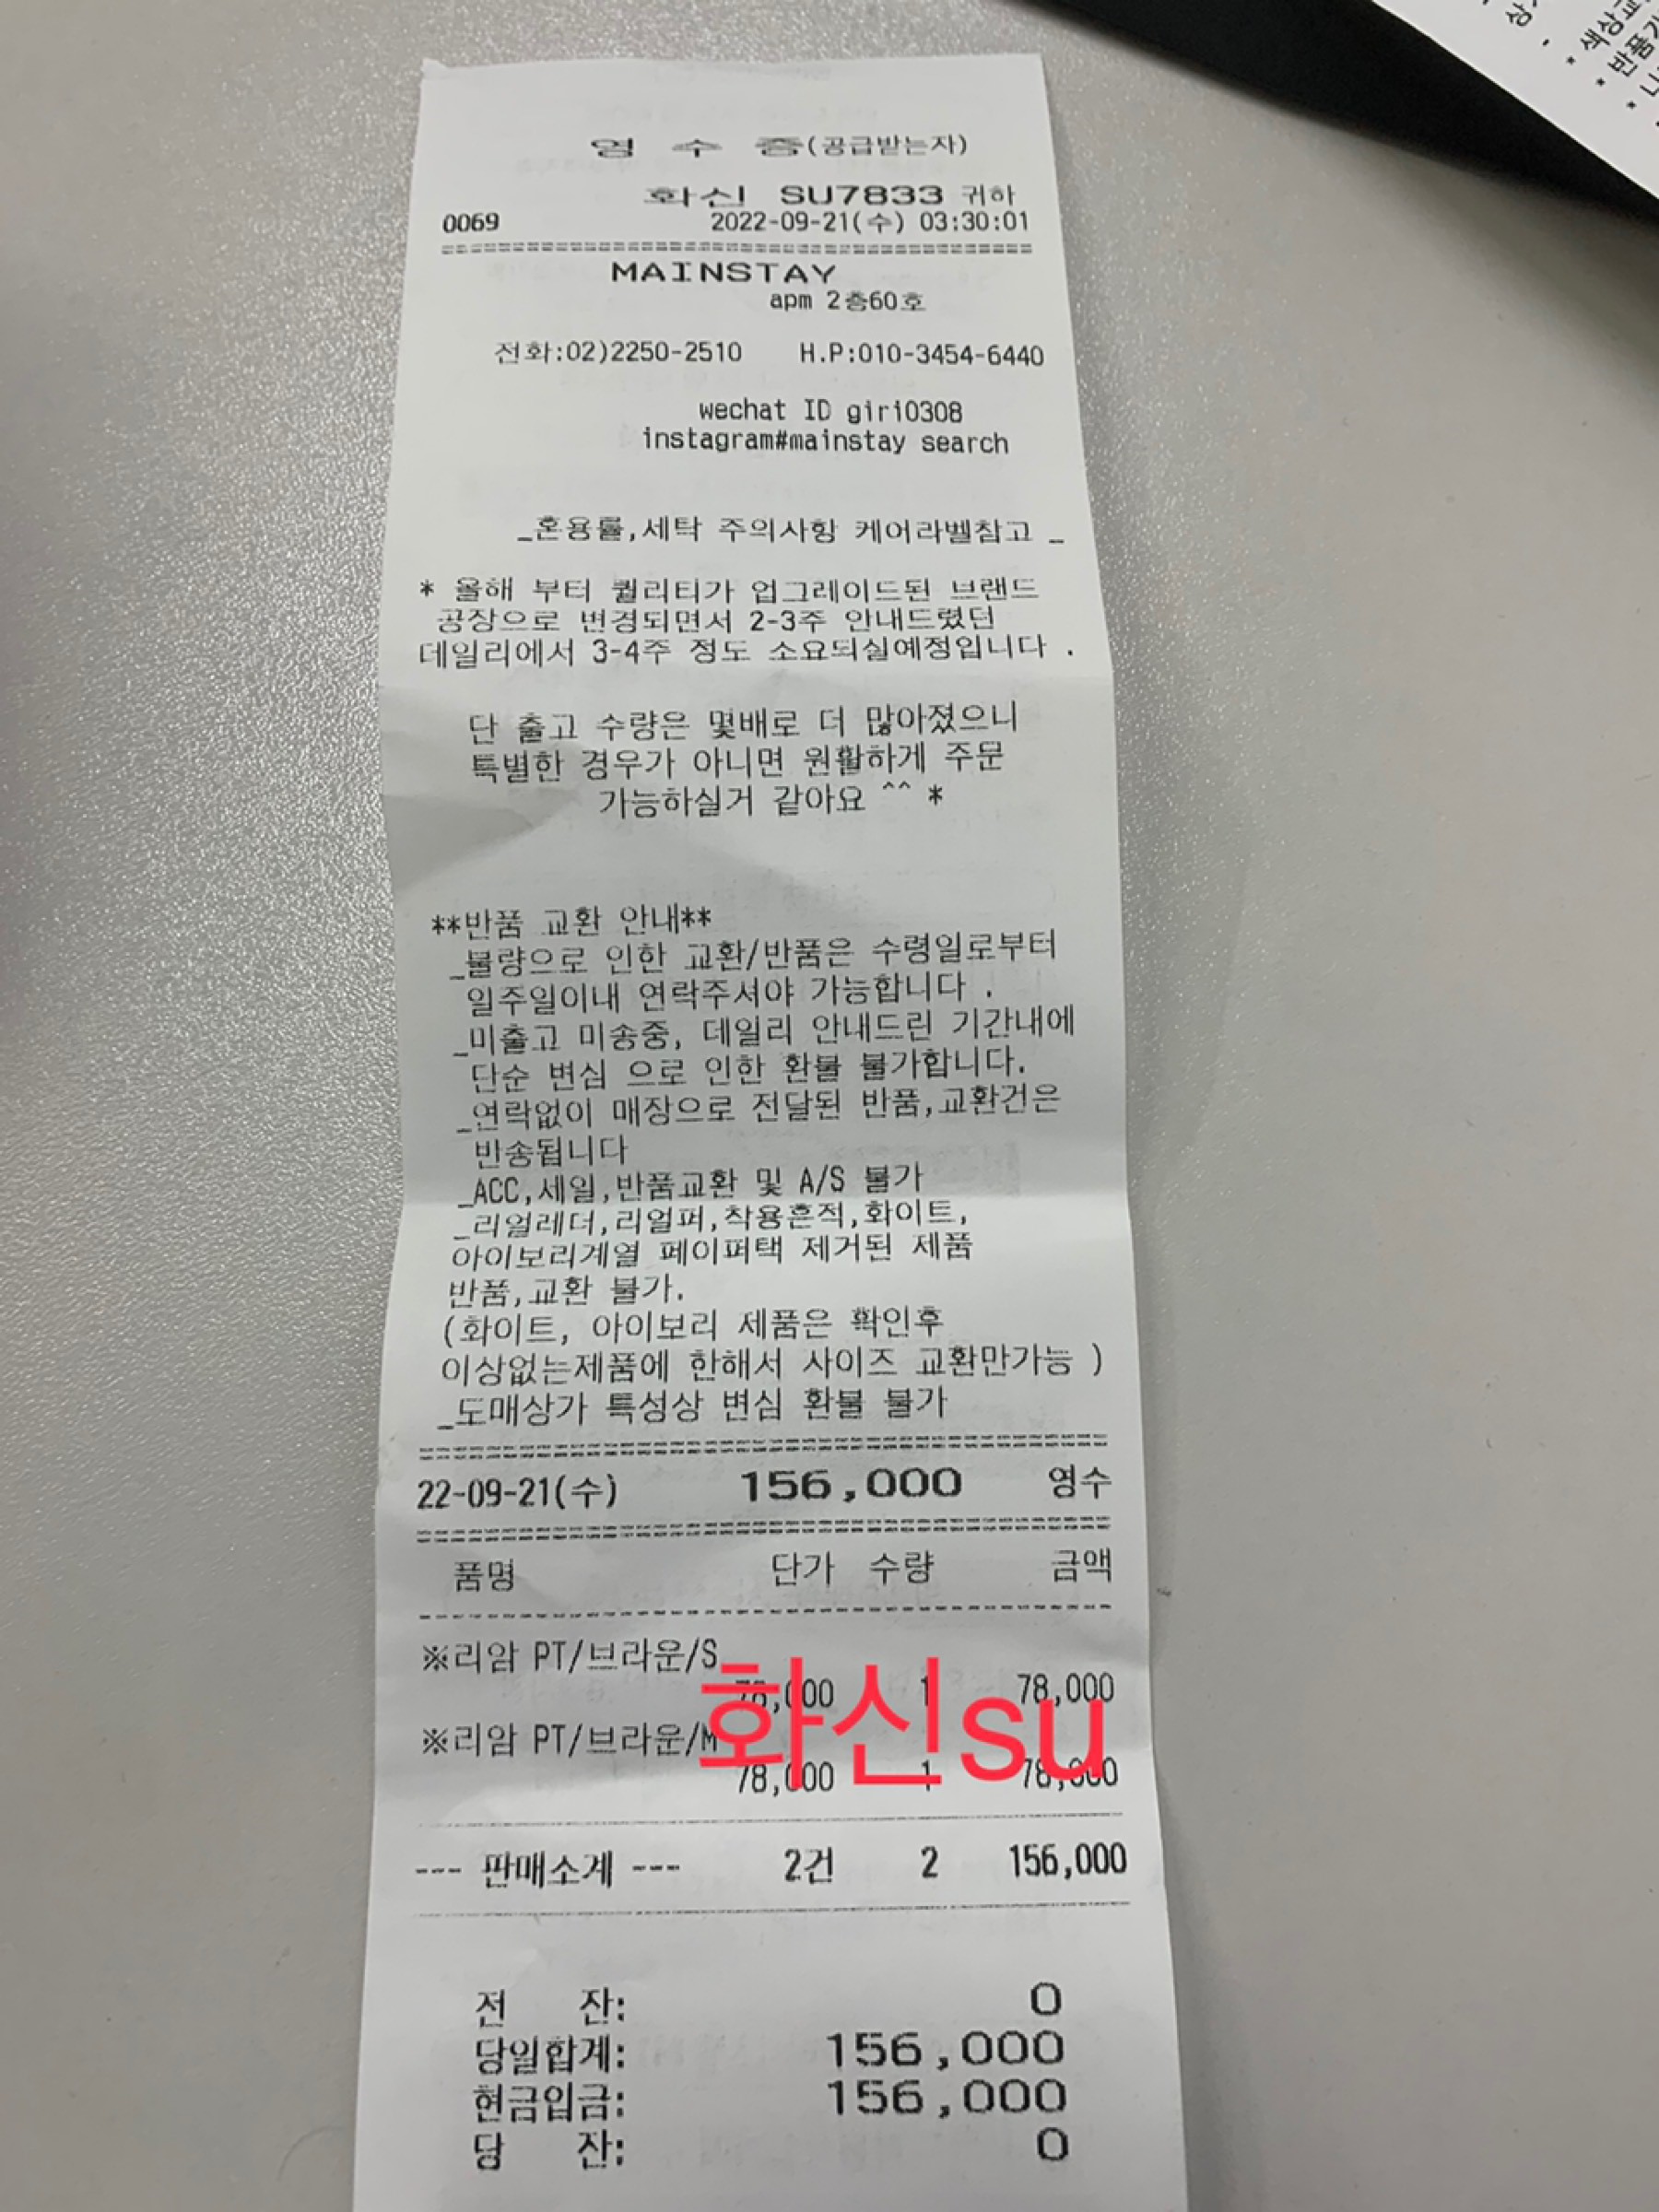 영 수 증(공급받는자)
화신 SU7833 귀하
0069 2022-09-21(수) 03:30:01
MAINSTAY
apm 2층60호
전화:02)2250-2510 H.P:010-3454-6440
wechat ID giri0308
instagram#mainstay search
_혼용률,세탁 주의사항 케어라벨참고 _
* 올해 부터 퀄리티가 업그레이드된 브랜드
공장으로 변경되면서 2-3주 안내드렸던
데일리에서 3-4주 정도 소요되실예정입니다 .
단 출고 수량은 몇배로 더 많아졌으니
특별한 경우가 아니면 원활하게 주문
가능하실거 같아요 ^^ *
**반품 교환 안내**
_불량으로 인한 교환/반품은 수령일로부터
일주일이내 연락주셔야 가능합니다 .
_미출고 미송중, 데일리 안내드린 기간내에
단순 변심 으로 인한 환불 불가합니다.
_연락없이 매장으로 전달된 반품,교환건은
반송됩니다
_ACC,세일,반품교환 및 A/S 불가
_리얼레더,리얼퍼,착용흔적,화이트,
아이보리계열 페이퍼택 제거된 제품
반품,교환 불가.
(화이트, 아이보리 제품은 확인후
이상없는제품에 한해서 사이즈 교환만가능 )
_도매상가 특성상 변심 환불 불가
22-09-21(수) 156,000 영수
품명 단가 수량 금액
※리암 PT/브라운/S
78,000 1 78,000
화신su
※리암 PT/브라운/M
78,000 1 78,000
--- 판매소계 --- 2건 2 156,000
전 잔: 0
당일합계: 156,000
현금입금: 156,000
당 잔: 0